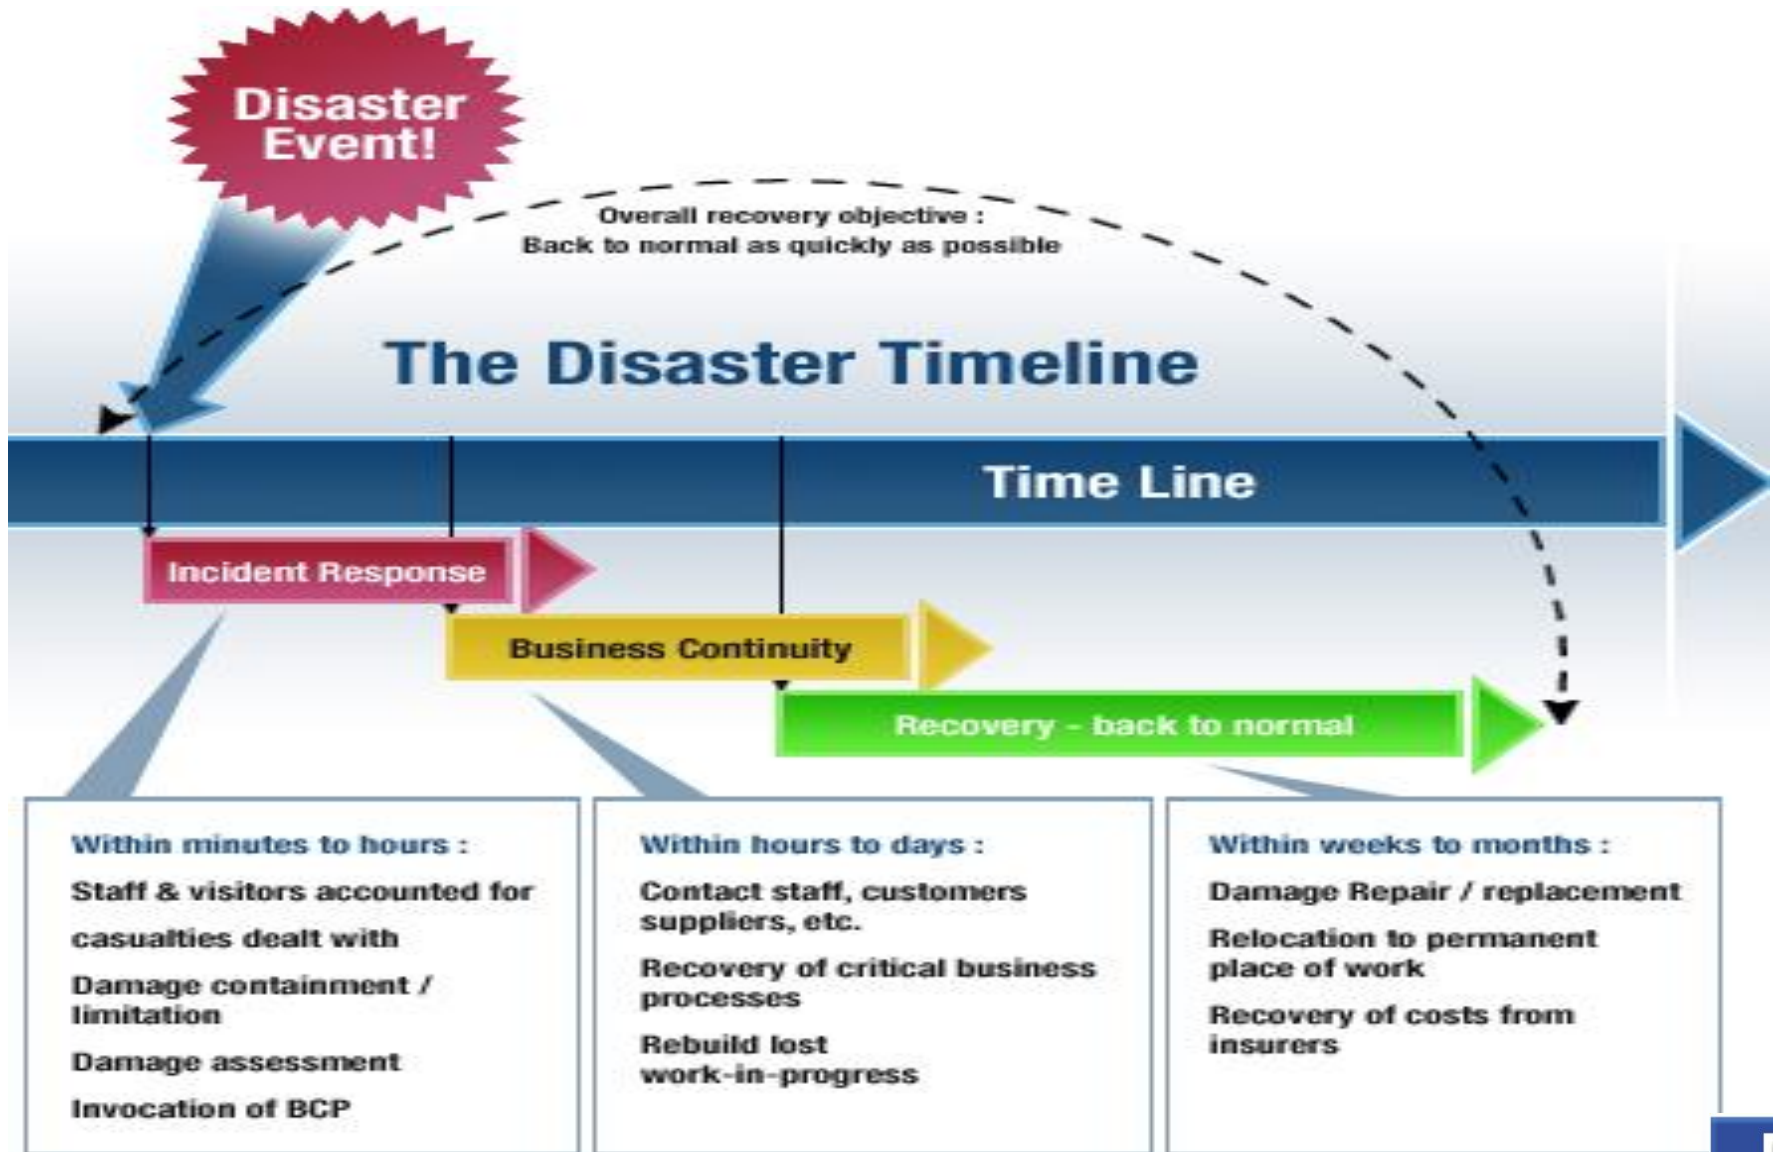 Disaster
Event!
Overall recovery objective :
Back to normal as quickly as possible
The Disaster Timeline
Time Line
Incident Response
Business Continuity
Recovery - back to normal
Within minutes to hours :
Staff & visitors accounted for
casualties dealt with
Damage containment /
limitation
Damage assessment
Invocation of BCP
Within hours to days :
Contact staff, customers
suppliers, etc.
Recovery of critical business
processes
Rebuild lost
work-in-progress
Within weeks to months :
Damage Repair / replacement
Relocation to permanent
place of work
Recovery of costs from
insurers